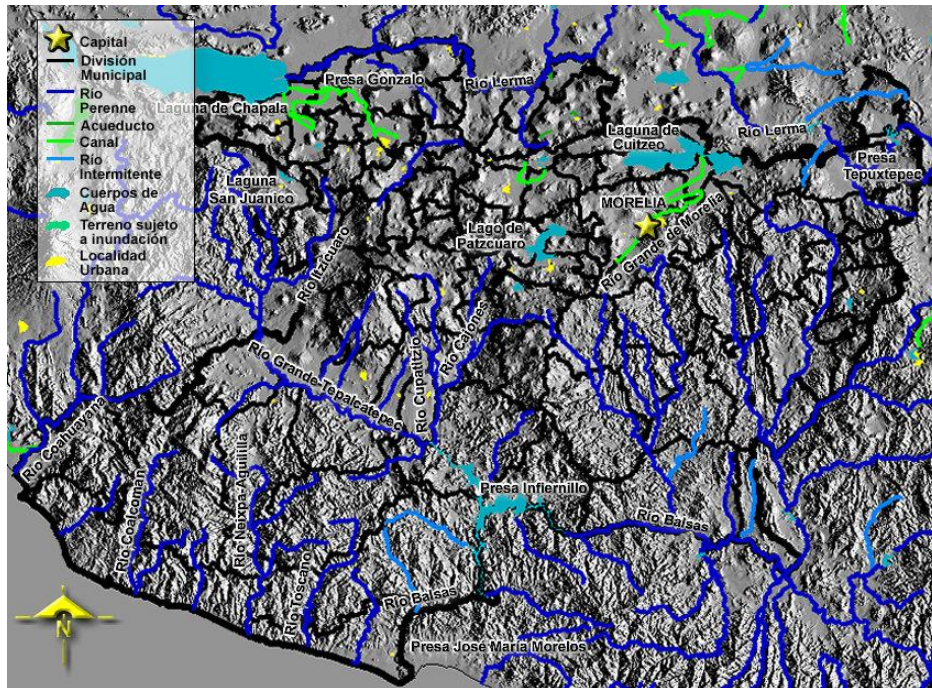 Capital
División
Municipal
Río
Perenne
Acueducto
Canal
Río
Intermitente
Cuerpos de
Agua
Terreno sujeto
a inundación
Localidad
Urbana
Presa Gonzalo
Río Lerma
Laguna de Chapala
Laguna de
Cuitzeo
Río Lerma
Presa
Tepuxtepec
Laguna
San Juanico
MORELIA
Lago de
Patzcuaro
Río Grande de Morelia
Río Itzcuaro
Río Cajones
Río Cupatitzio
Río Grande-Tepalcatepec
Río Coahuayana
Río Coalcoman
Río Nexpa-Aguililla
Río Toscano
Presa Infiernillo
Río Balsas
Río Balsas
Presa José María Morelos
N